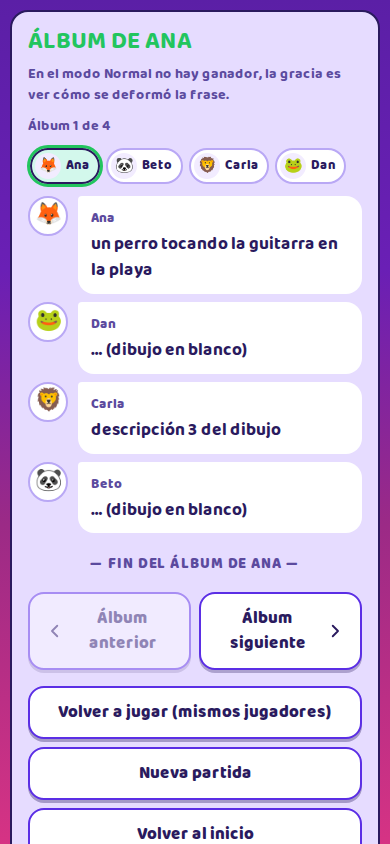 ÁLBUM DE ANA
En el modo Normal no hay ganador, la gracia es
ver cómo se deformó la frase.
Álbum 1 de 4
Ana Beto Carla Dan
Ana
un perro tocando la guitarra en
la playa
Dan
... (dibujo en blanco)
Carla
descripción 3 del dibujo
Beto
... (dibujo en blanco)
— FIN DEL ÁLBUM DE ANA —
Álbum
anterior
Álbum
siguiente
Volver a jugar (mismos jugadores)
Nueva partida
Volver al inicio